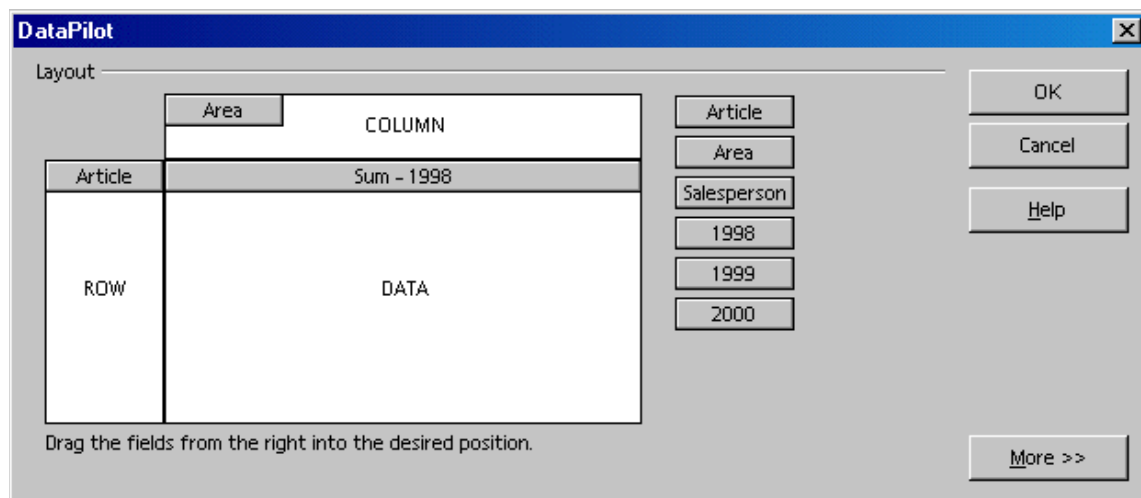 DataPilot
Layout
Area
COLUMN
Article
Sum - 1998
ROW
DATA
Article
Area
Salesperson
1998
1999
2000
OK
Cancel
Help
Drag the fields from the right into the desired position.
More >>